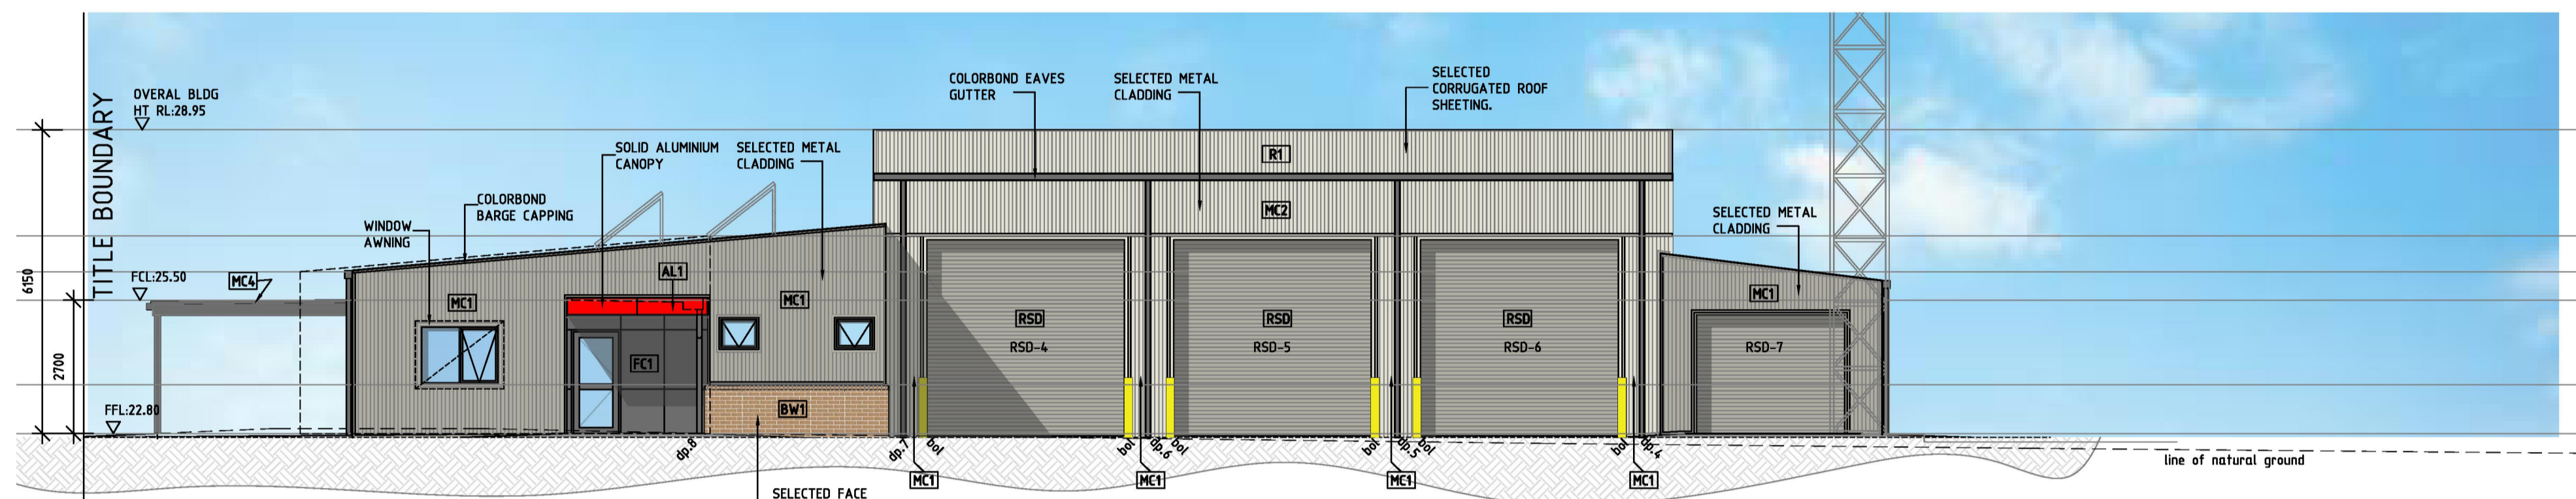 OVERAL BLDG
HT RL:28.95
TITLE BOUNDARY
6150
2700
FCL:25.50
FFL:22.80
MC4
WINDOW
AWNING
COLORBOND
BARGE CAPPING
SOLID ALUMINIUM
CANOPY
SELECTED METAL
CLADDING
COLORBOND EAVES
GUTTER
SELECTED METAL
CLADDING
SELECTED
CORRUGATED ROOF
SHEETING.
SELECTED METAL
CLADDING
R1
MC2
MC1
AL1
MC1
MC1
FC1
BW1
RSD
RSD-4
RSD
RSD-5
RSD
RSD-6
RSD-7
dp.8
dp.7
bol
bol
dp.6
bol
bol
dp.5
bol
bol
dp.4
MC1
MC1
MC1
MC1
line of natural ground
SELECTED FACE